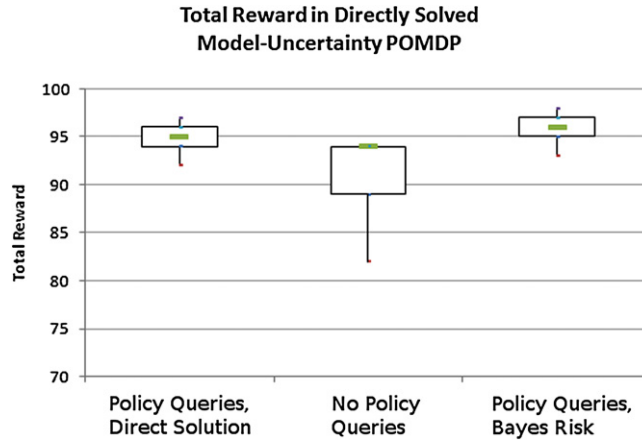 Total Reward in Directly Solved
Model-Uncertainty POMDP
100
95
90
85
80
75
70
Total Reward
Policy Queries,
Direct Solution
No Policy
Queries
Policy Queries,
Bayes Risk